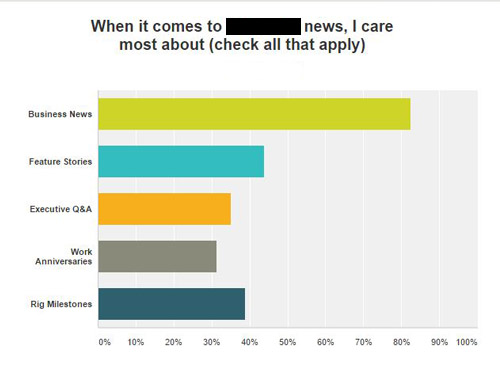 When it comes to news, I care
most about (check all that apply)
Business News
Feature Stories
Executive Q&A
Work
Anniversaries
Rig Milestones
0% 10% 20% 30% 40% 50% 60% 70% 80% 90% 100%